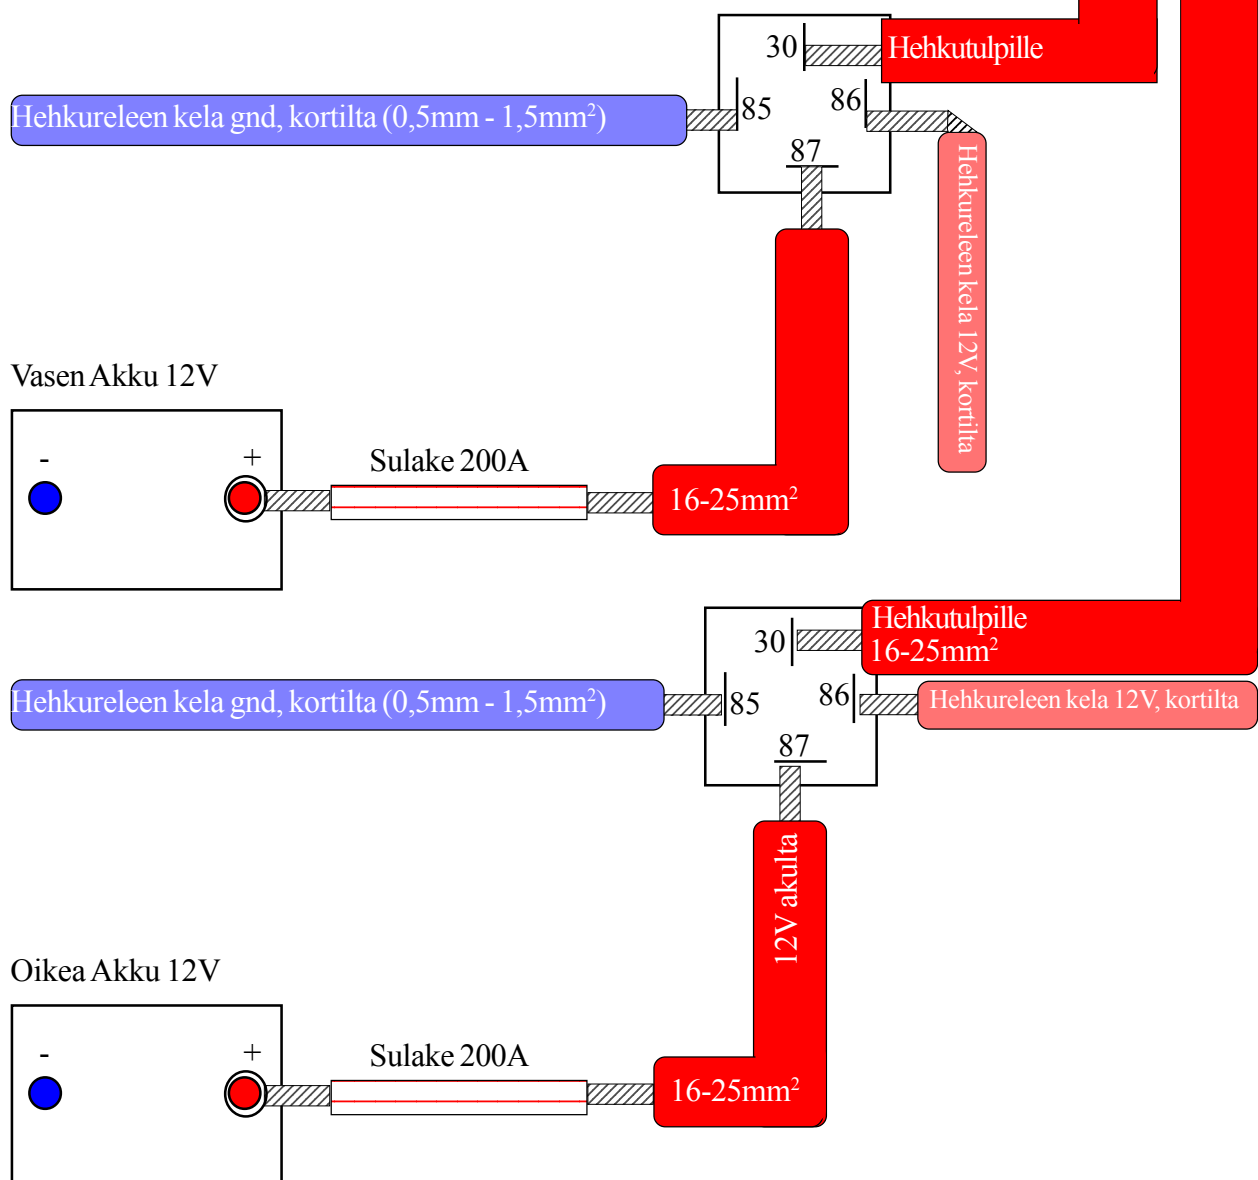 30
Hehkutulpille
Hehkureleen kela gnd, kortilta (0,5mm - 1,5mm²)
85
86
87
Hehkureleen kela 12V, kortilta
Vasen Akku 12V
-
+
Sulake 200A
16-25mm²
Hehkutulpille
16-25mm²
30
Hehkureleen kela gnd, kortilta (0,5mm - 1,5mm²)
85
86
Hehkureleen kela 12V, kortilta
87
12V akulta
Oikea Akku 12V
-
+
Sulake 200A
16-25mm²